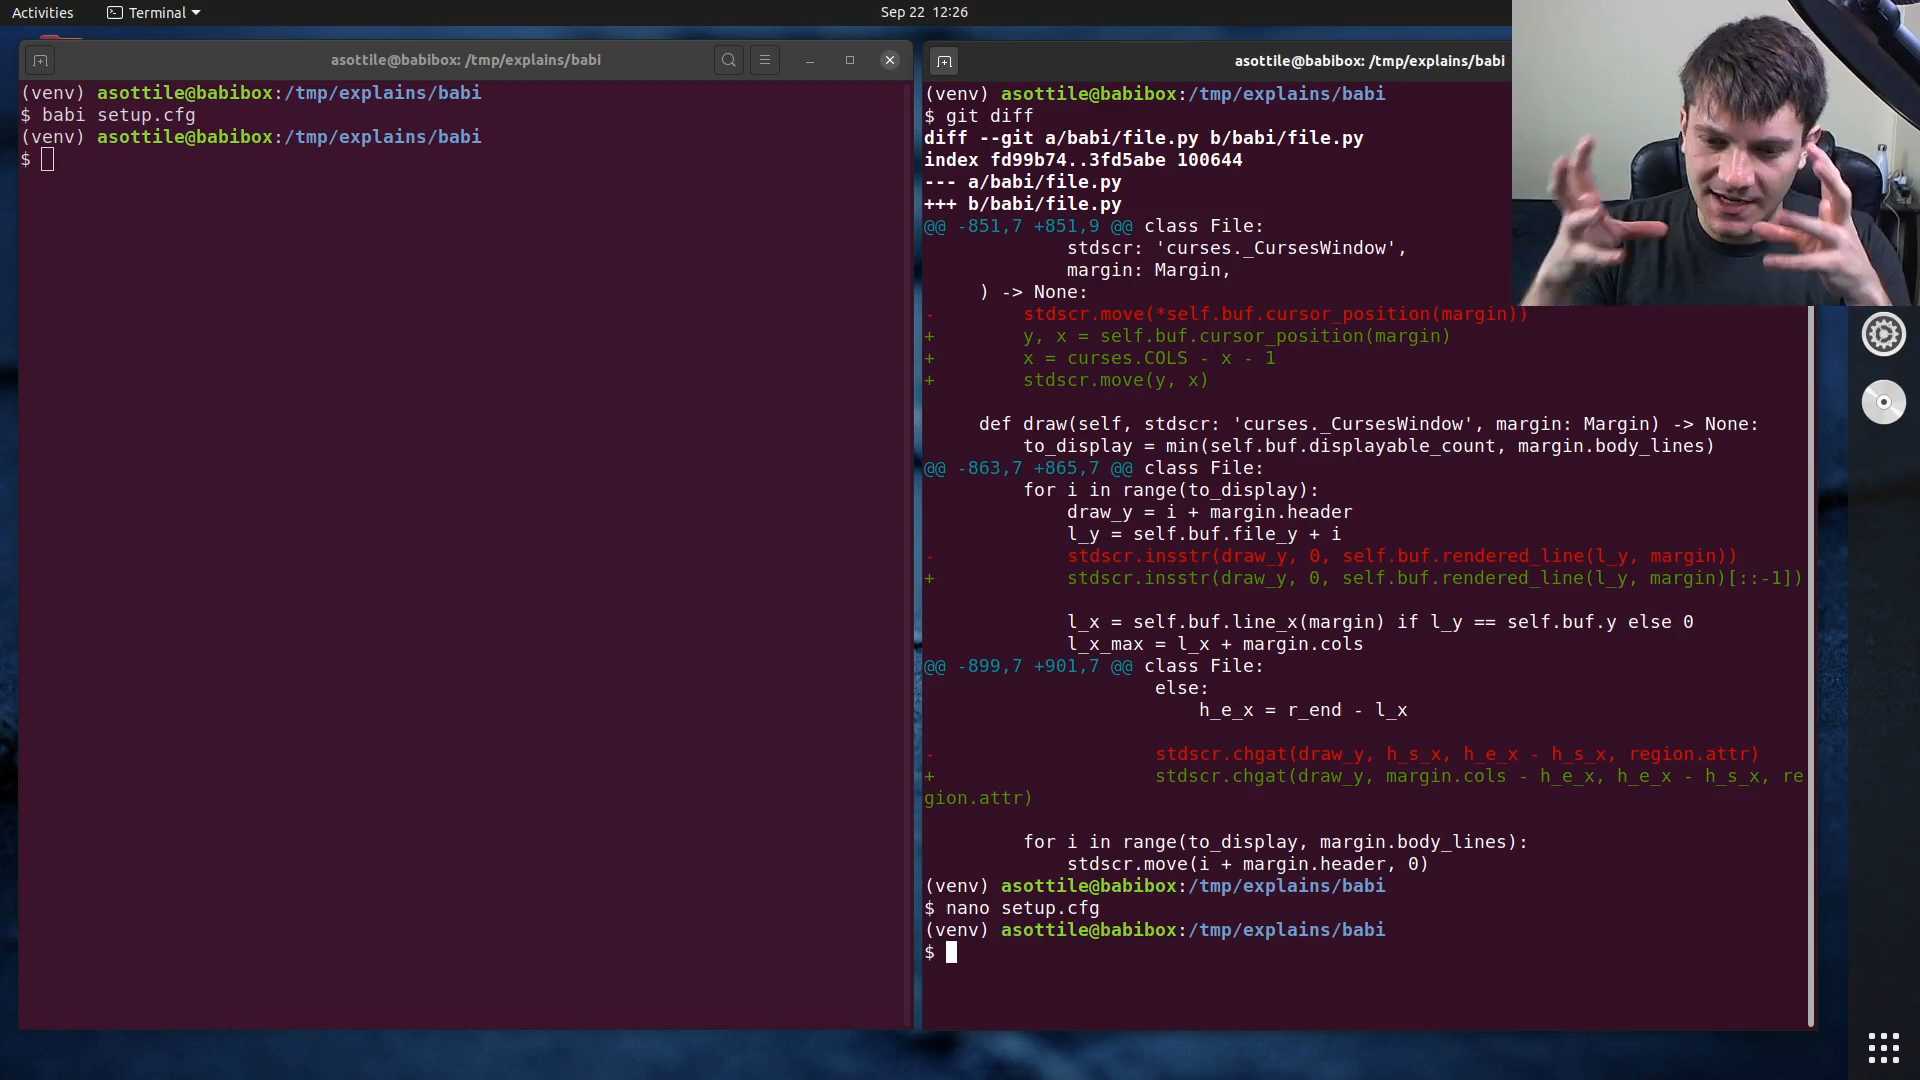 Activities
Terminal
Sep 22 12:26
asottile@babibox: /tmp/explains/babi
(venv) asottile@babibox:/tmp/explains/babi
$ babi setup.cfg
(venv) asottile@babibox:/tmp/explains/babi
$
asottile@babibox: /tmp/explains/babi
(venv) asottile@babibox:/tmp/explains/babi
$ git diff
diff --git a/babi/file.py b/babi/file.py
index fd99b74..3fd5abe 100644
--- a/babi/file.py
+++ b/babi/file.py
@@ -851,7 +851,9 @@ class File:
             stdscr: 'curses._CursesWindow',
             margin: Margin,
     ) -> None:
-        stdscr.move(*self.buf.cursor_position(margin))
+        y, x = self.buf.cursor_position(margin)
+        x = curses.COLS - x - 1
+        stdscr.move(y, x)
     def draw(self, stdscr: 'curses._CursesWindow', margin: Margin) -> None:
         to_display = min(self.buf.displayable_count, margin.body_lines)
@@ -863,7 +865,7 @@ class File:
         for i in range(to_display):
             draw_y = i + margin.header
             l_y = self.buf.file_y + i
-            stdscr.insstr(draw_y, 0, self.buf.rendered_line(l_y, margin))
+            stdscr.insstr(draw_y, 0, self.buf.rendered_line(l_y, margin)[::-1])
             l_x = self.buf.line_x(margin) if l_y == self.buf.y else 0
             l_x_max = l_x + margin.cols
@@ -899,7 +901,7 @@ class File:
                     else:
                         h_e_x = r_end - l_x
-                    stdscr.chgat(draw_y, h_s_x, h_e_x - h_s_x, region.attr)
+                    stdscr.chgat(draw_y, margin.cols - h_e_x, h_e_x - h_s_x, re
gion.attr)
         for i in range(to_display, margin.body_lines):
             stdscr.move(i + margin.header, 0)
(venv) asottile@babibox:/tmp/explains/babi
$ nano setup.cfg
(venv) asottile@babibox:/tmp/explains/babi
$